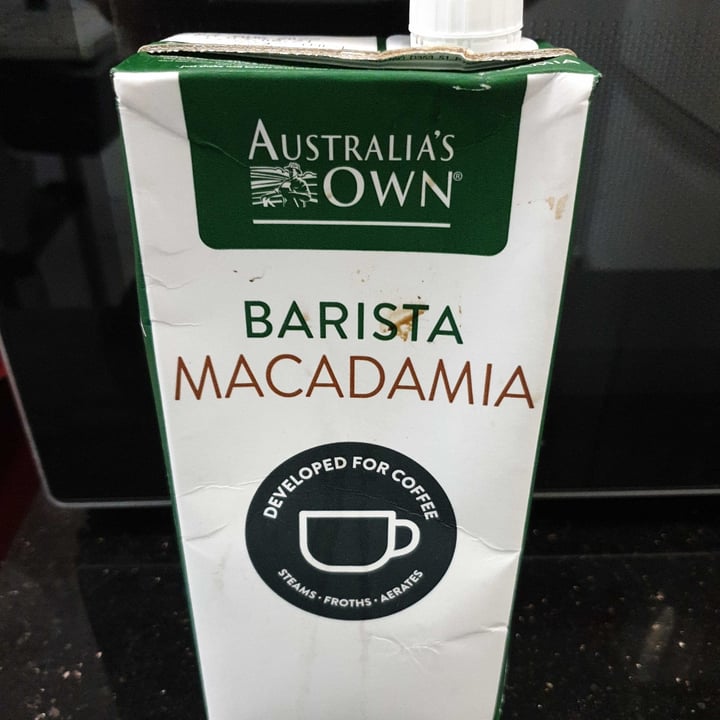 AUSTRALIA'S
OWN®
BARISTA
MACADAMIA
DEVELOPED FOR COFFEE
STEAMS · FROTHS · AERATES